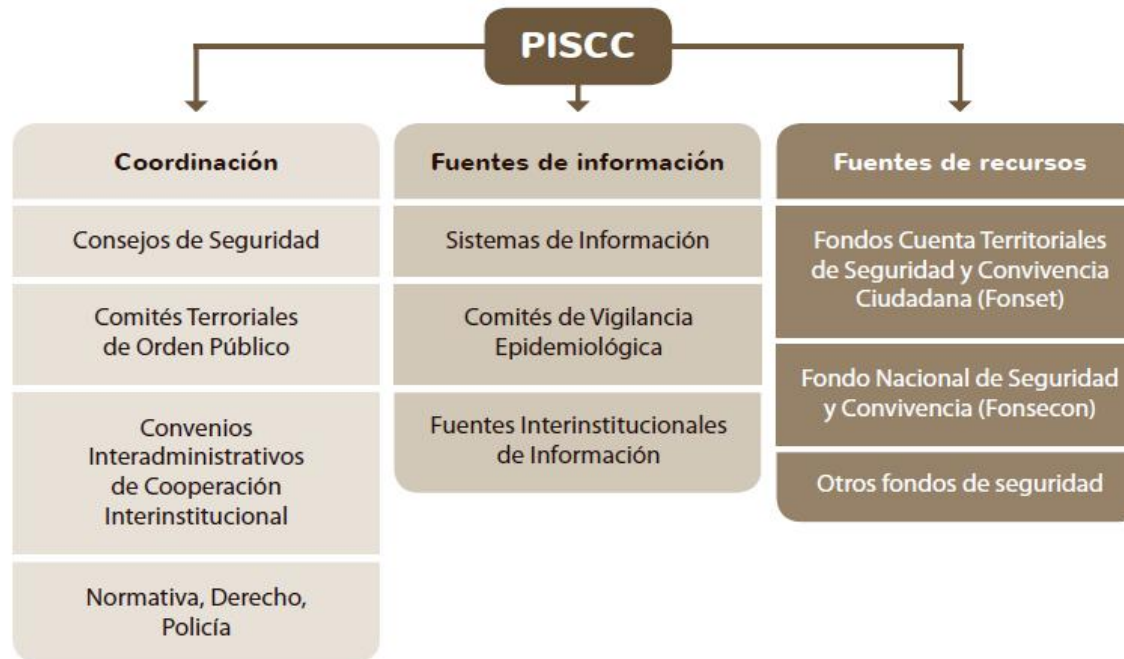 PISCC
Coordinación
Consejos de Seguridad
Comités Terroriales
de Orden Público
Convenios
Interadministrativos
de Cooperación
Interinstitucional
Normativa, Derecho,
Policía
Fuentes de información
Sistemas de Información
Comités de Vigilancia
Epidemiológica
Fuentes Interinstitucionales
de Información
Fuentes de recursos
Fondos Cuenta Territoriales
de Seguridad y Convivencia
Ciudadana (Fonset)
Fondo Nacional de Seguridad
y Convivencia (Fonsecon)
Otros fondos de seguridad